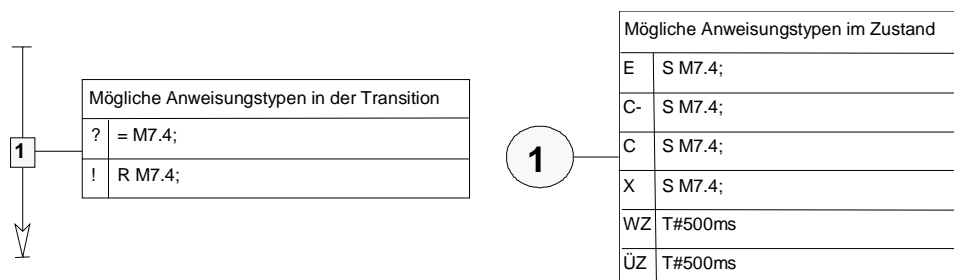 1
Mögliche Anweisungstypen in der Transition
? = M7.4;
! R M7.4;
1
Mögliche Anweisungstypen im Zustand
E S M7.4;
C- S M7.4;
C S M7.4;
X S M7.4;
WZ T#500ms
ÜZ T#500ms